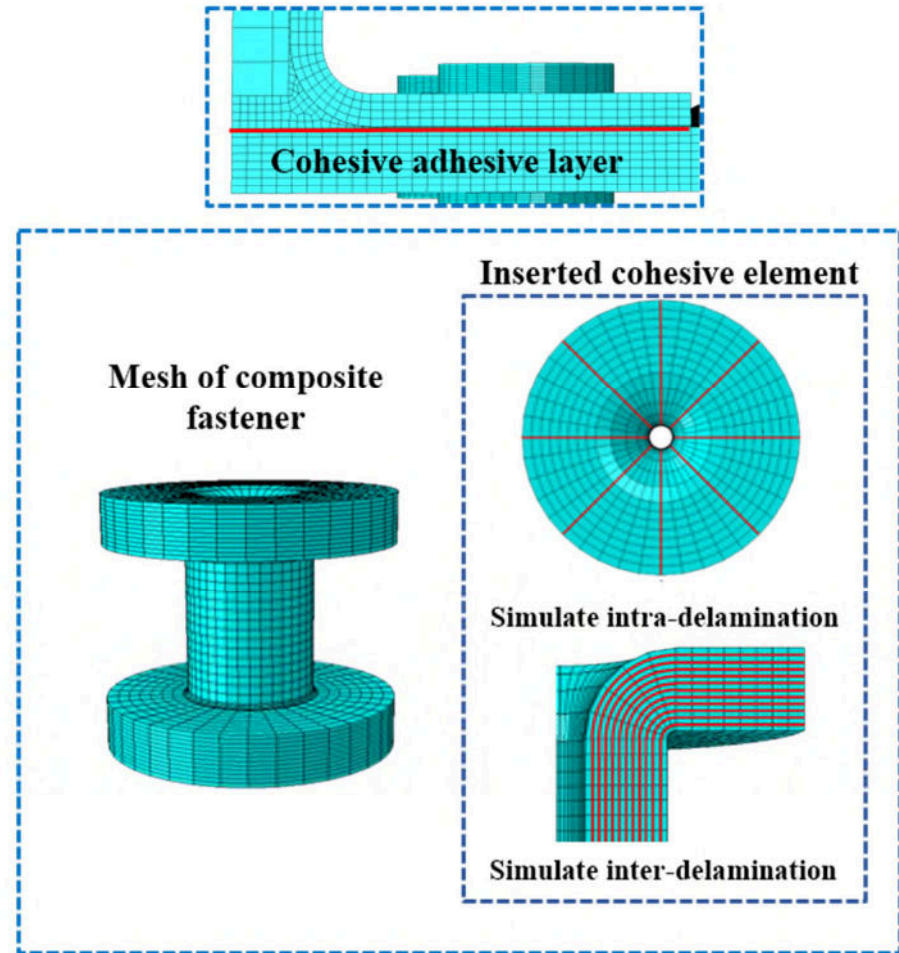 Cohesive adhesive layer
Inserted cohesive element
Mesh of composite
fastener
Simulate intra-delamination
Simulate inter-delamination